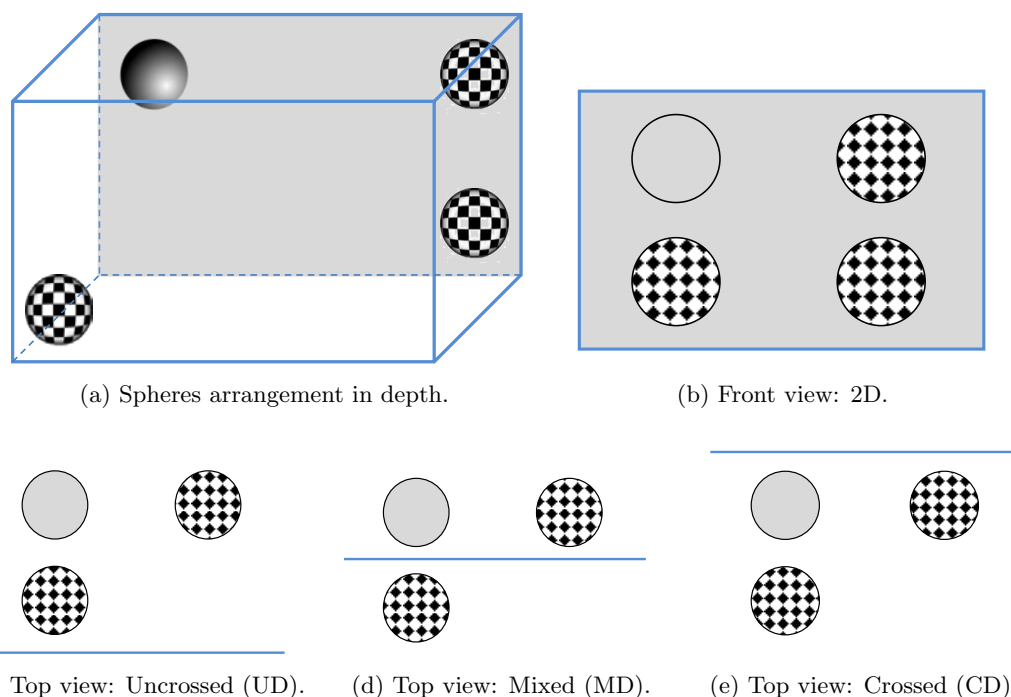 (a) Spheres arrangement in depth.
(b) Front view: 2D.
Top view: Uncrossed (UD).
(d) Top view: Mixed (MD).
(e) Top view: Crossed (CD)